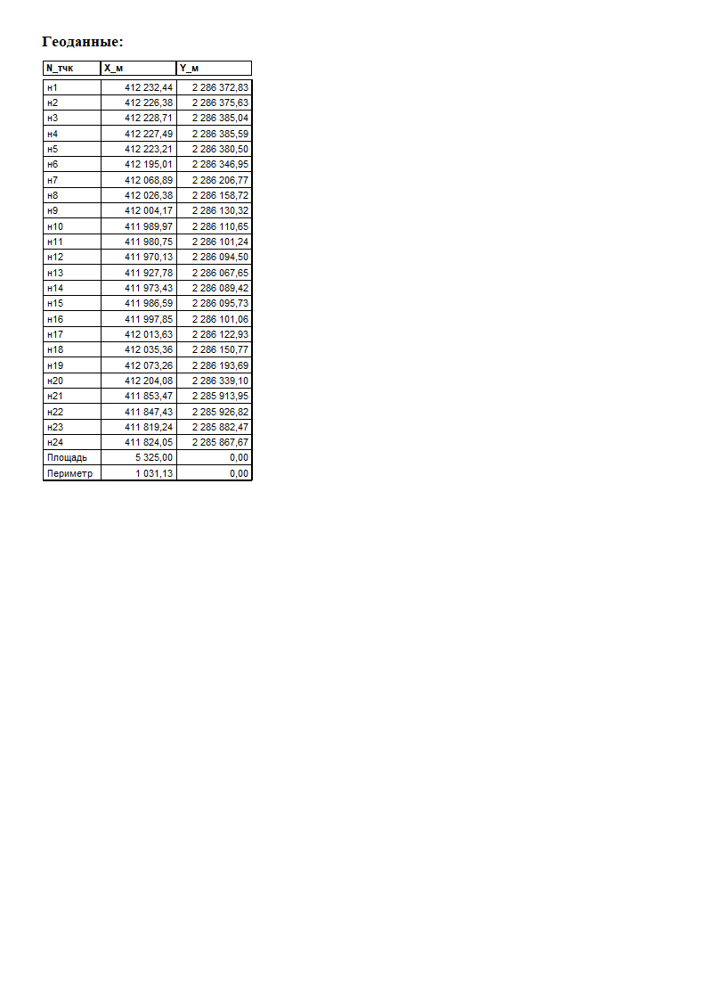 Геоданные:
N_тчк X_м Y_м
н1 412 232,44 2 286 372,83
н2 412 226,38 2 286 375,63
н3 412 228,71 2 286 385,04
н4 412 227,49 2 286 385,59
н5 412 223,21 2 286 380,50
н6 412 195,01 2 286 346,95
н7 412 068,89 2 286 206,77
н8 412 026,38 2 286 158,72
н9 412 004,17 2 286 130,32
н10 411 989,97 2 286 110,65
н11 411 980,75 2 286 101,24
н12 411 970,13 2 286 094,50
н13 411 927,78 2 286 067,65
н14 411 973,43 2 286 089,42
н15 411 986,59 2 286 095,73
н16 411 997,85 2 286 101,06
н17 412 013,63 2 286 122,93
н18 412 035,36 2 286 150,77
н19 412 073,26 2 286 193,69
н20 412 204,08 2 286 339,10
н21 411 853,47 2 285 913,95
н22 411 847,43 2 285 926,82
н23 411 819,24 2 285 882,47
н24 411 824,05 2 285 867,67
Площадь 5 325,00 0,00
Периметр 1 031,13 0,00